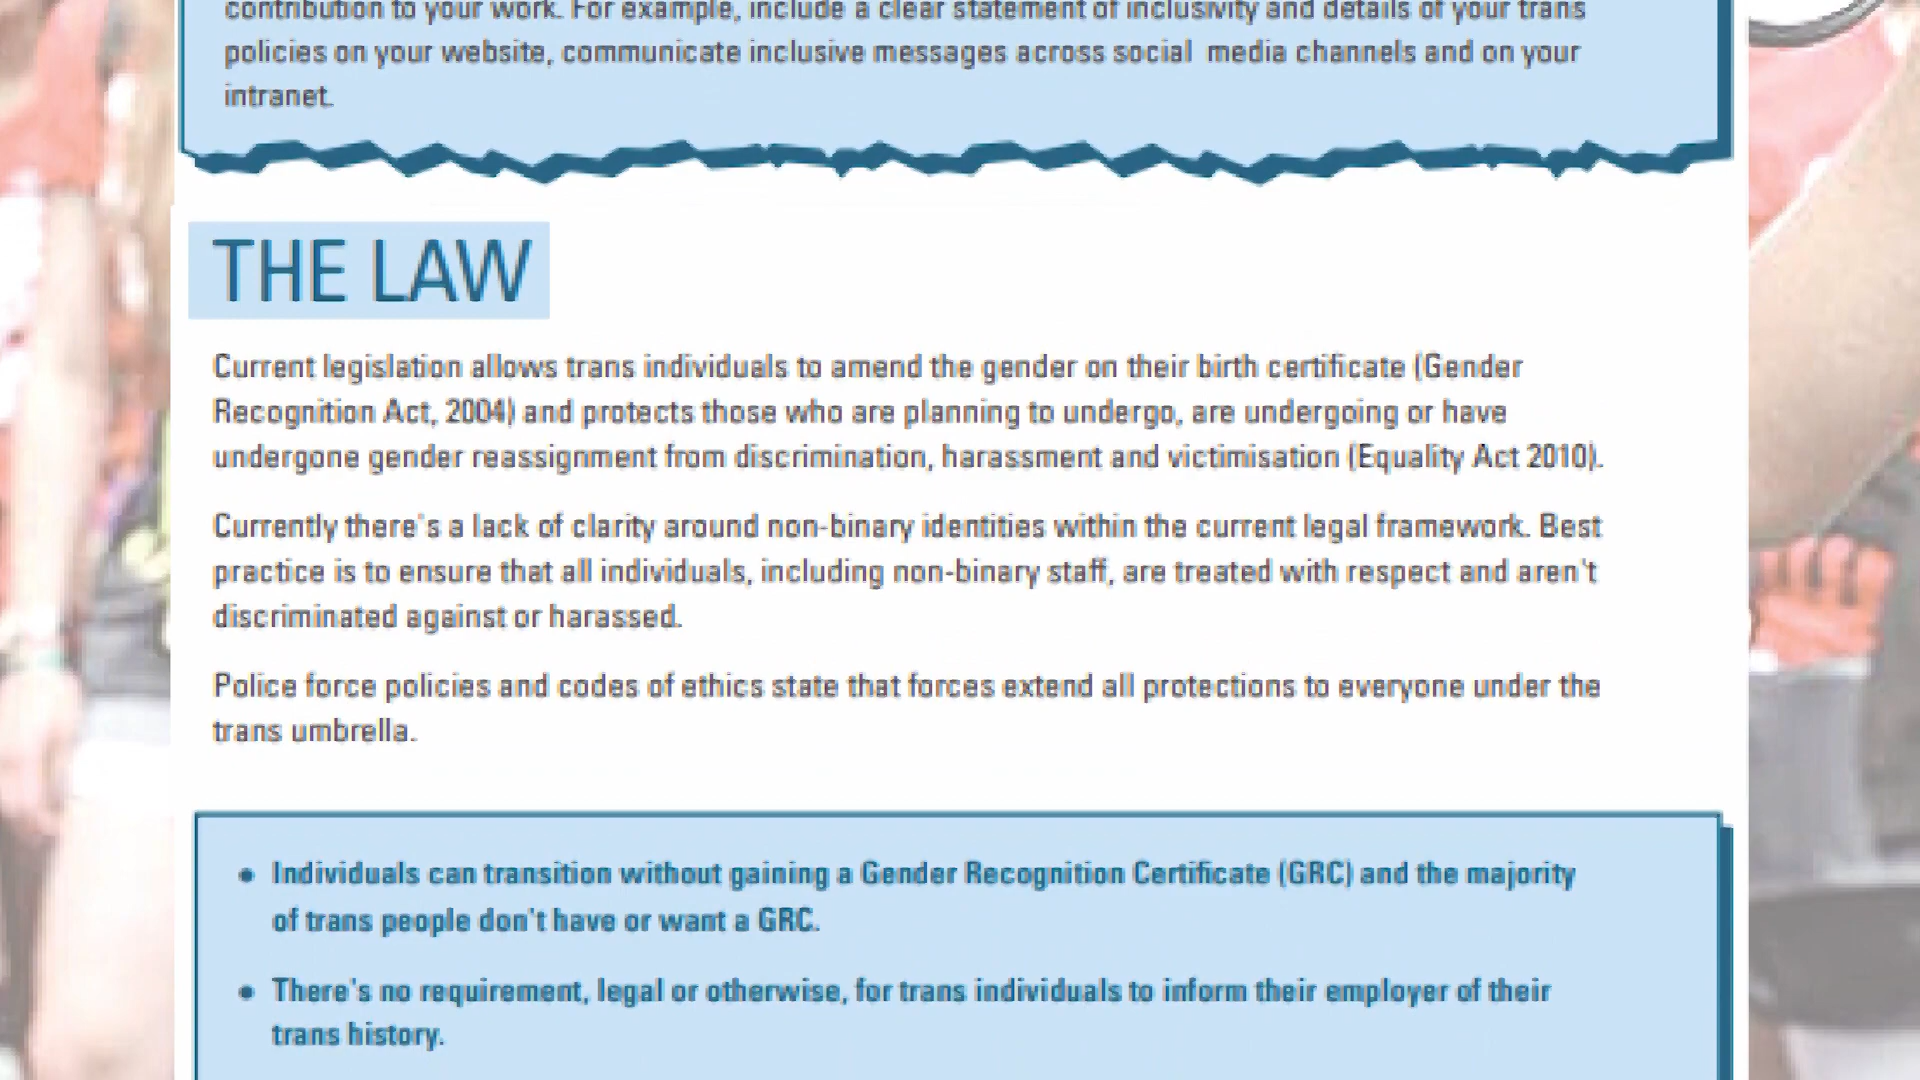 contribution to your work. For example, include a clear statement of inclusivity and details of your trans
policies on your website, communicate inclusive messages across social media channels and on your
intranet.
THE LAW
Current legislation allows trans individuals to amend the gender on their birth certificate (Gender
Recognition Act, 2004) and protects those who are planning to undergo, are undergoing or have
undergone gender reassignment from discrimination, harassment and victimisation (Equality Act 2010).
Currently there's a lack of clarity around non-binary identities within the current legal framework. Best
practice is to ensure that all individuals, including non-binary staff, are treated with respect and aren't
discriminated against or harassed.
Police force policies and codes of ethics state that forces extend all protections to everyone under the
trans umbrella.
• Individuals can transition without gaining a Gender Recognition Certificate (GRC) and the majority
of trans people don't have or want a GRC.
• There's no requirement, legal or otherwise, for trans individuals to inform their employer of their
trans history.